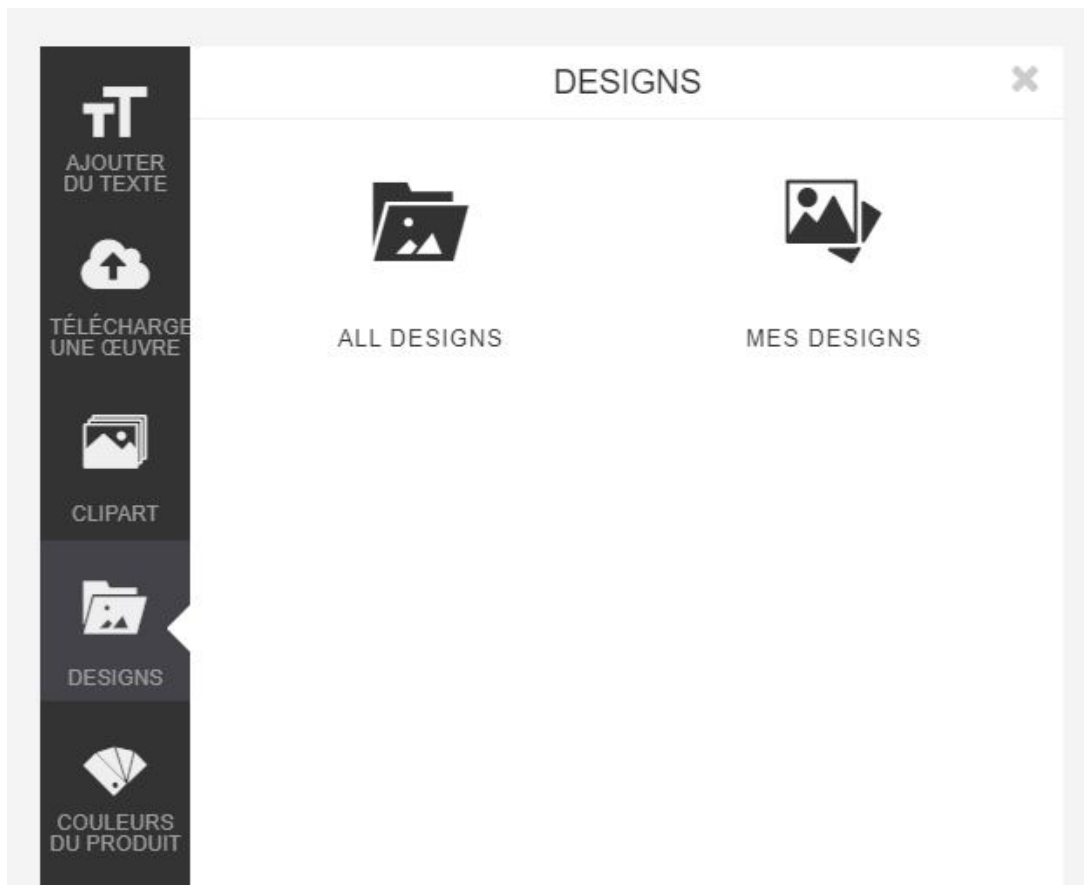 DESIGNS
AJOUTER
DU TEXTE
TÉLÉCHARGE
UNE ŒUVRE
CLIPART
DESIGNS
COULEURS
DU PRODUIT
ALL DESIGNS
MES DESIGNS